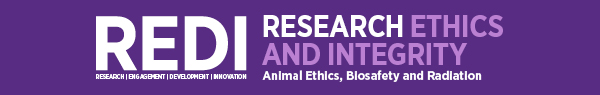 REDI
RESEARCH | ENGAGEMENT | DEVELOPMENT | INNOVATION
RESEARCH ETHICS
AND INTEGRITY
Animal Ethics, Biosafety and Radiation